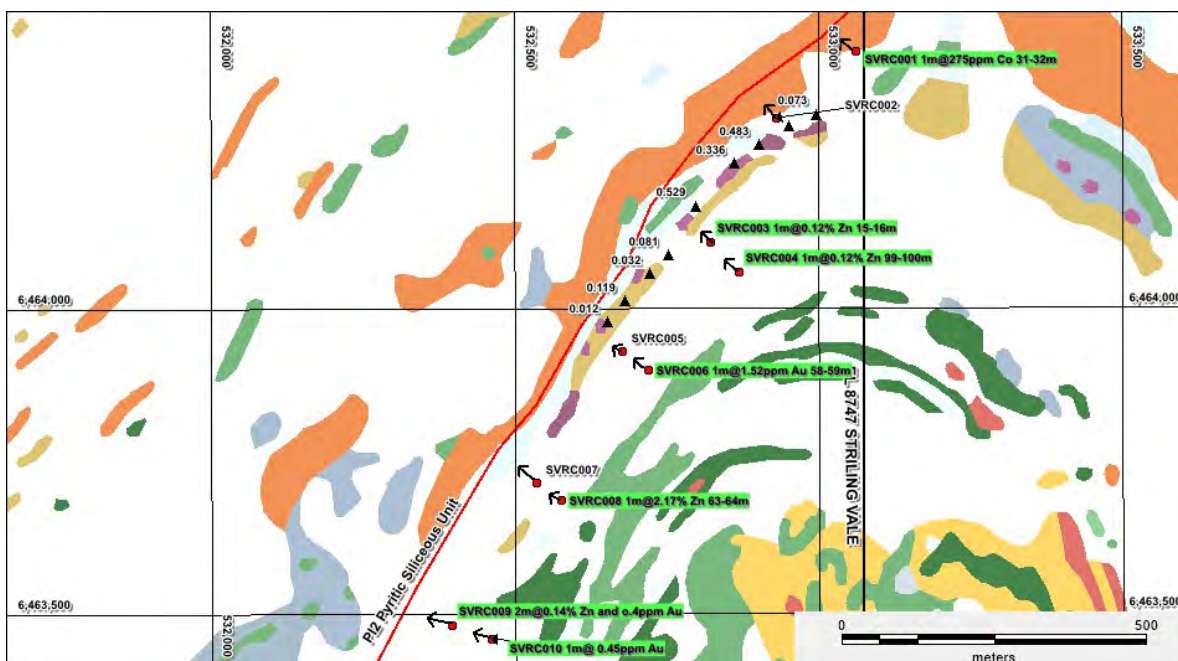 532,000
532,500
533,000
533,500
SVRC001 1m@275ppm Co 31-32m
0.073
SVRC002
0.483
0.336
0.529
SVRC003 1m@0.12% Zn 15-16m
0.081
SVRC004 1m@0.12% Zn 99-100m
0.032
6,464,000
0.119
6,464,000
0.012
SVRC005
SVRC006 1m@1.52ppm Au 58-59m
L.8747 STRILING VALE
SVRC007
SVRC008 1m@2.17% Zn 63-64m
PI2 Pyritic Siliceous Unit
6,463,500
6,463,500
SVRC009 2m@0.14% Zn and o.4ppm Au
532,000
SVRC010 1m@ 0.45ppm Au
0
500
meters